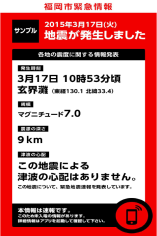 福岡市緊急情報
サンプル
2015年3月17日(火)
地震が発生しました
各地の震度に関する情報発表
発生時刻
3月17日 10時53分頃
玄界灘 (東経130.1 北緯33.4)
規模
マグニチュード7.0
震源の深さ
9 km
津波の心配
この地震による
津波の心配はありません。
この地震について、緊急地震速報を発表しています。
本情報は速報です。